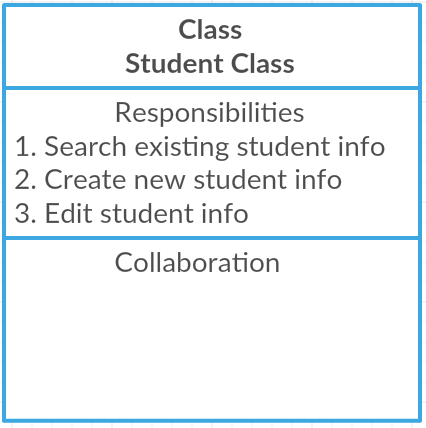 Class
Student Class
Responsibilities
1. Search existing student info
2. Create new student info
3. Edit student info
Collaboration